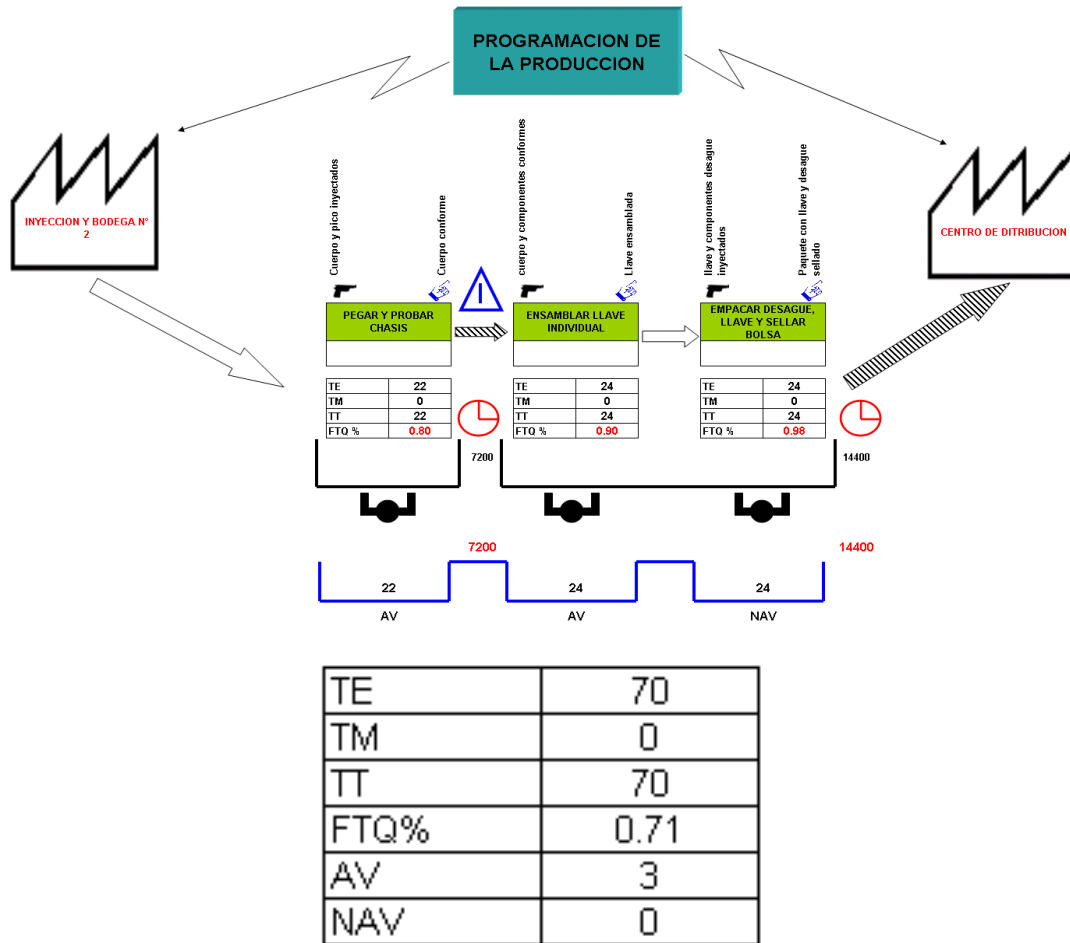 PROGRAMACION DE
LA PRODUCCION
INYECCION Y BODEGA N°
2
CENTRO DE DITRIBUCION
Cuerpo y pico inyectados
Cuerpo conforme
cuerpo y componentes conformes
Llave ensamblada
llave y componentes desague
inyectados
Paquete con llave y desague
sellado
I
PEGAR Y PROBAR
CHASIS
ENSAMBLAR LLAVE
INDIVIDUAL
EMPACAR DESAGUE,
LLAVE Y SELLAR
BOLSA
TE 22
TM 0
TT 22
FTQ % 0.80
7200
TE 24
TM 0
TT 24
FTQ % 0.90
TE 24
TM 0
TT 24
FTQ % 0.98
14400
7200
14400
22
24
24
AV
AV
NAV
TE 70
TM 0
TT 70
FTQ% 0.71
AV 3
NAV 0